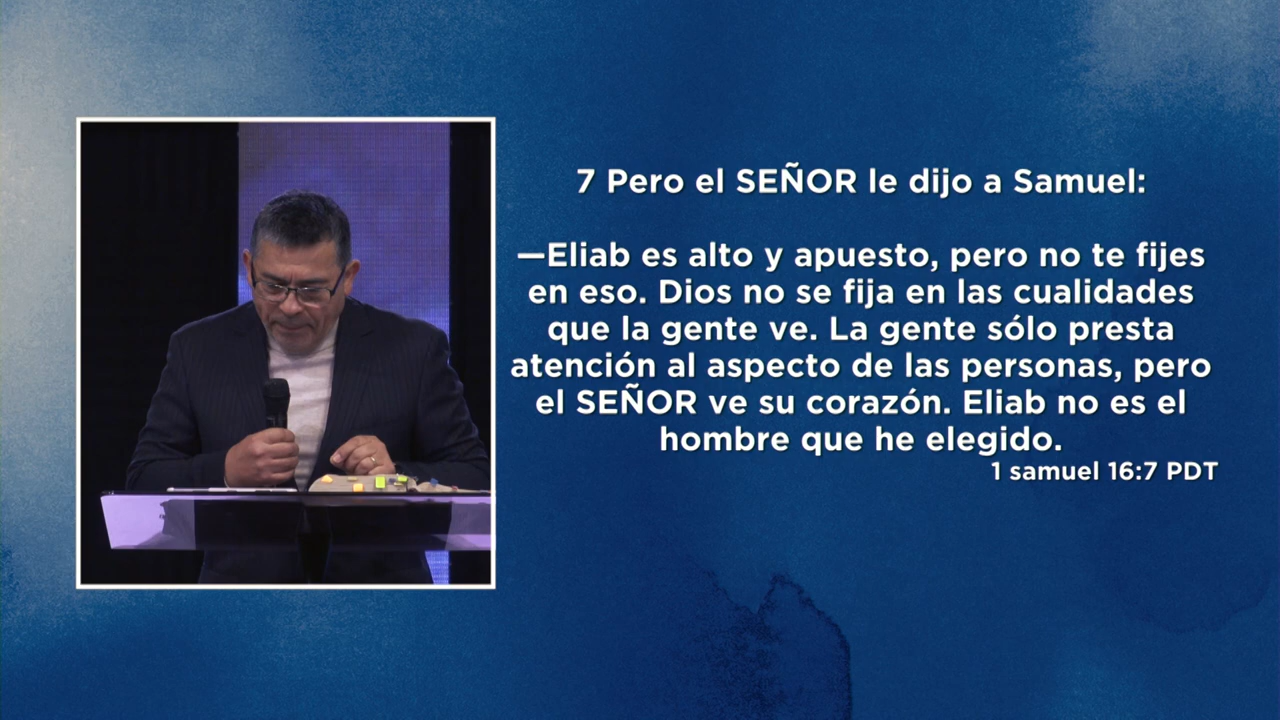 7 Pero el SEÑOR le dijo a Samuel:
—Eliab es alto y apuesto, pero no te fijes
en eso. Dios no se fija en las cualidades
que la gente ve. La gente sólo presta
atención al aspecto de las personas, pero
el SEÑOR ve su corazón. Eliab no es el
hombre que he elegido.
1 samuel 16:7 PDT